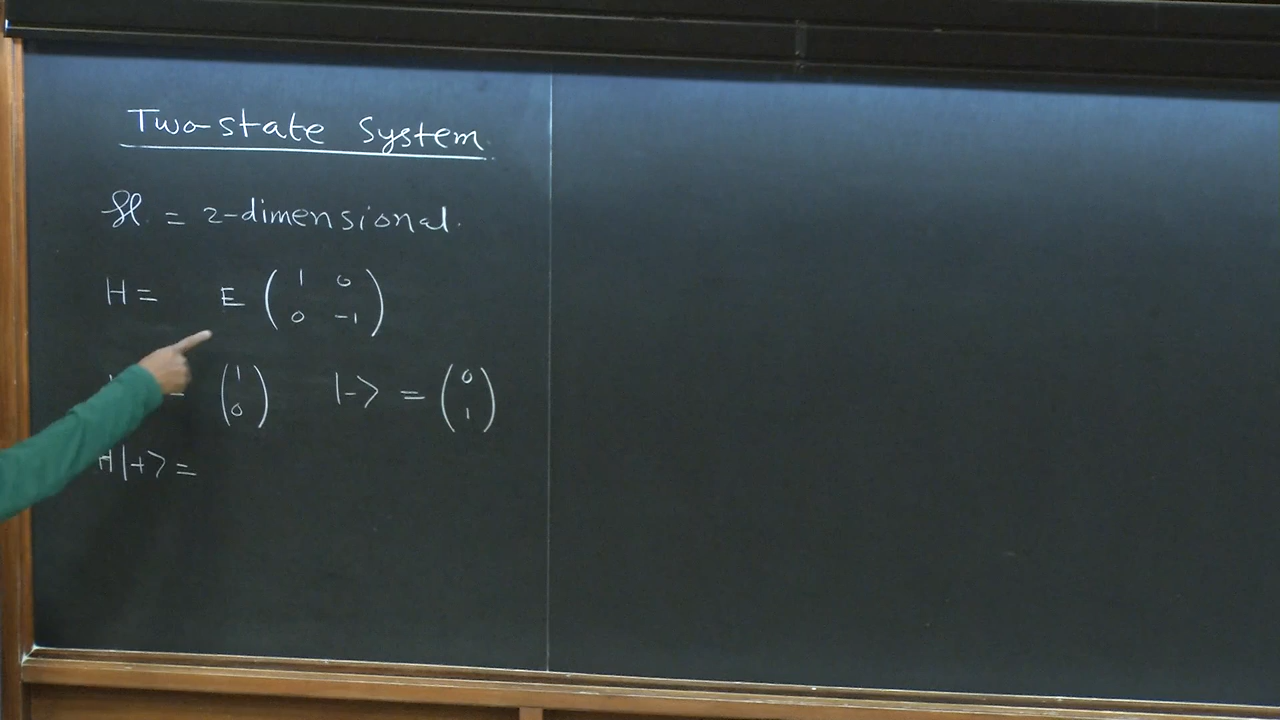 Two-state System
ℋ = 2-dimensional.
H = E ( 1 0 ; 0 -1 )
= ( 1 ; 0 ) |-> = ( 0 ; 1 )
H|+> =